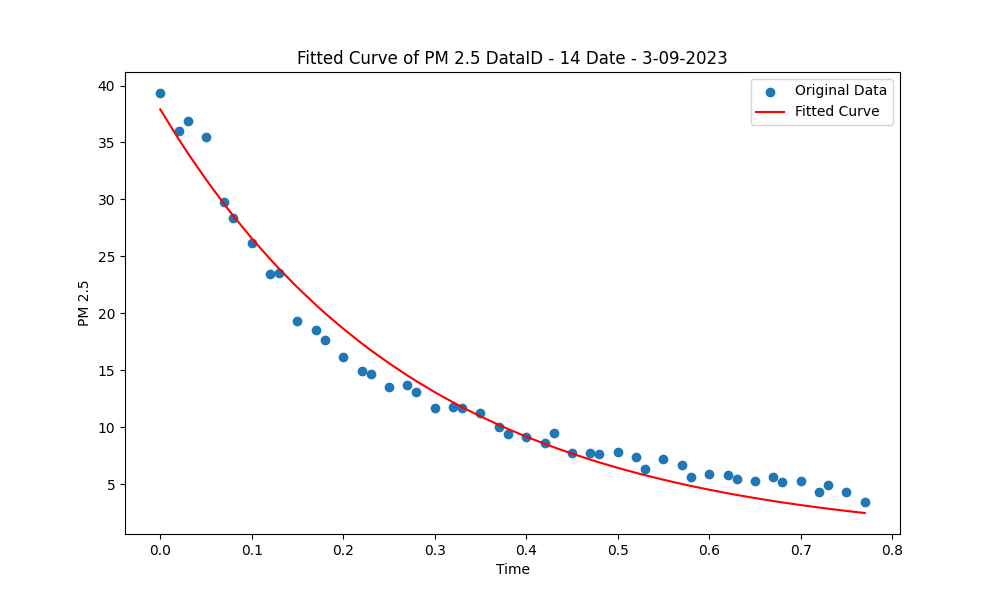 Fitted Curve of PM 2.5 DataID - 14 Date - 3-09-2023
Original Data
Fitted Curve
PM 2.5
40
35
30
25
20
15
10
5
0.0 0.1 0.2 0.3 0.4 0.5 0.6 0.7 0.8
Time